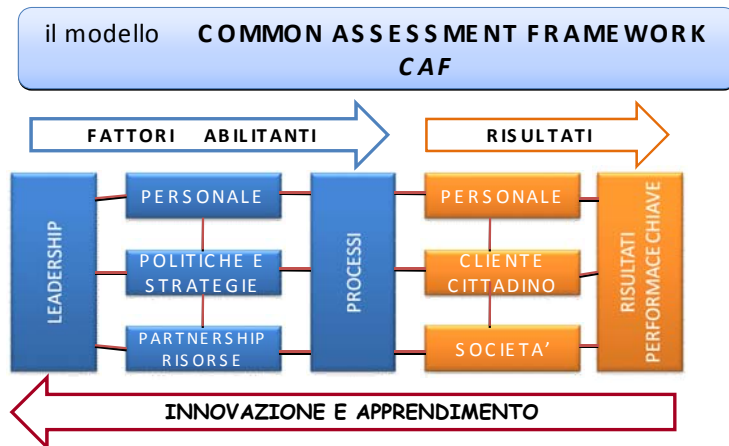 il modello COMMON ASSESSMENT FRAMEWORK
CAF
FATTORI ABILITANTI
RISULTATI
LEADERSHIP
PERSONALE
POLITICHE E
STRATEGIE
PARTNERSHIP
RISORSE
PROCESSI
PERSONALE
CLIENTE
CITTADINO
SOCIETA’
RISULTATI
PERFORMACE CHIAVE
INNOVAZIONE E APPRENDIMENTO